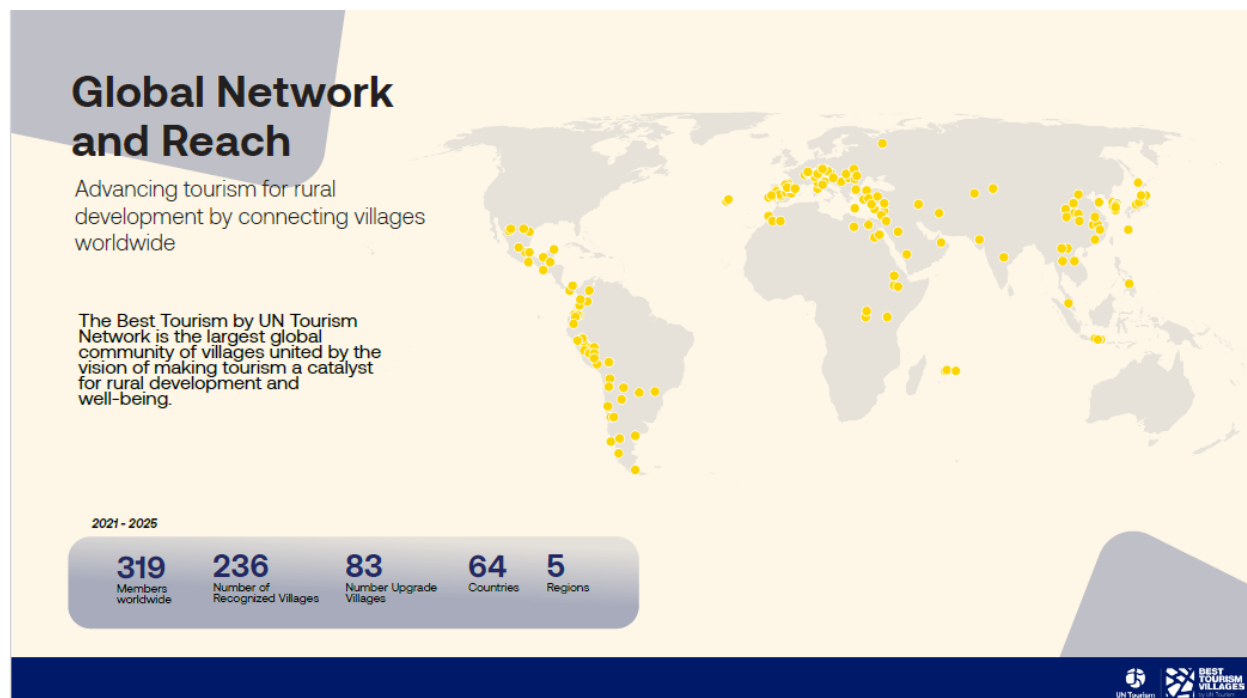 Global Network
and Reach
Advancing tourism for rural
development by connecting villages
worldwide
The Best Tourism by UN Tourism
Network is the largest global
community of villages united by the
vision of making tourism a catalyst
for rural development and
well-being.
2021 - 2025
319
Members
worldwide
236
Number of
Recognized Villages
83
Number Upgrade
Villages
64
Countries
5
Regions
UN Tourism
BEST
TOURISM
VILLAGES
by UN Tourism